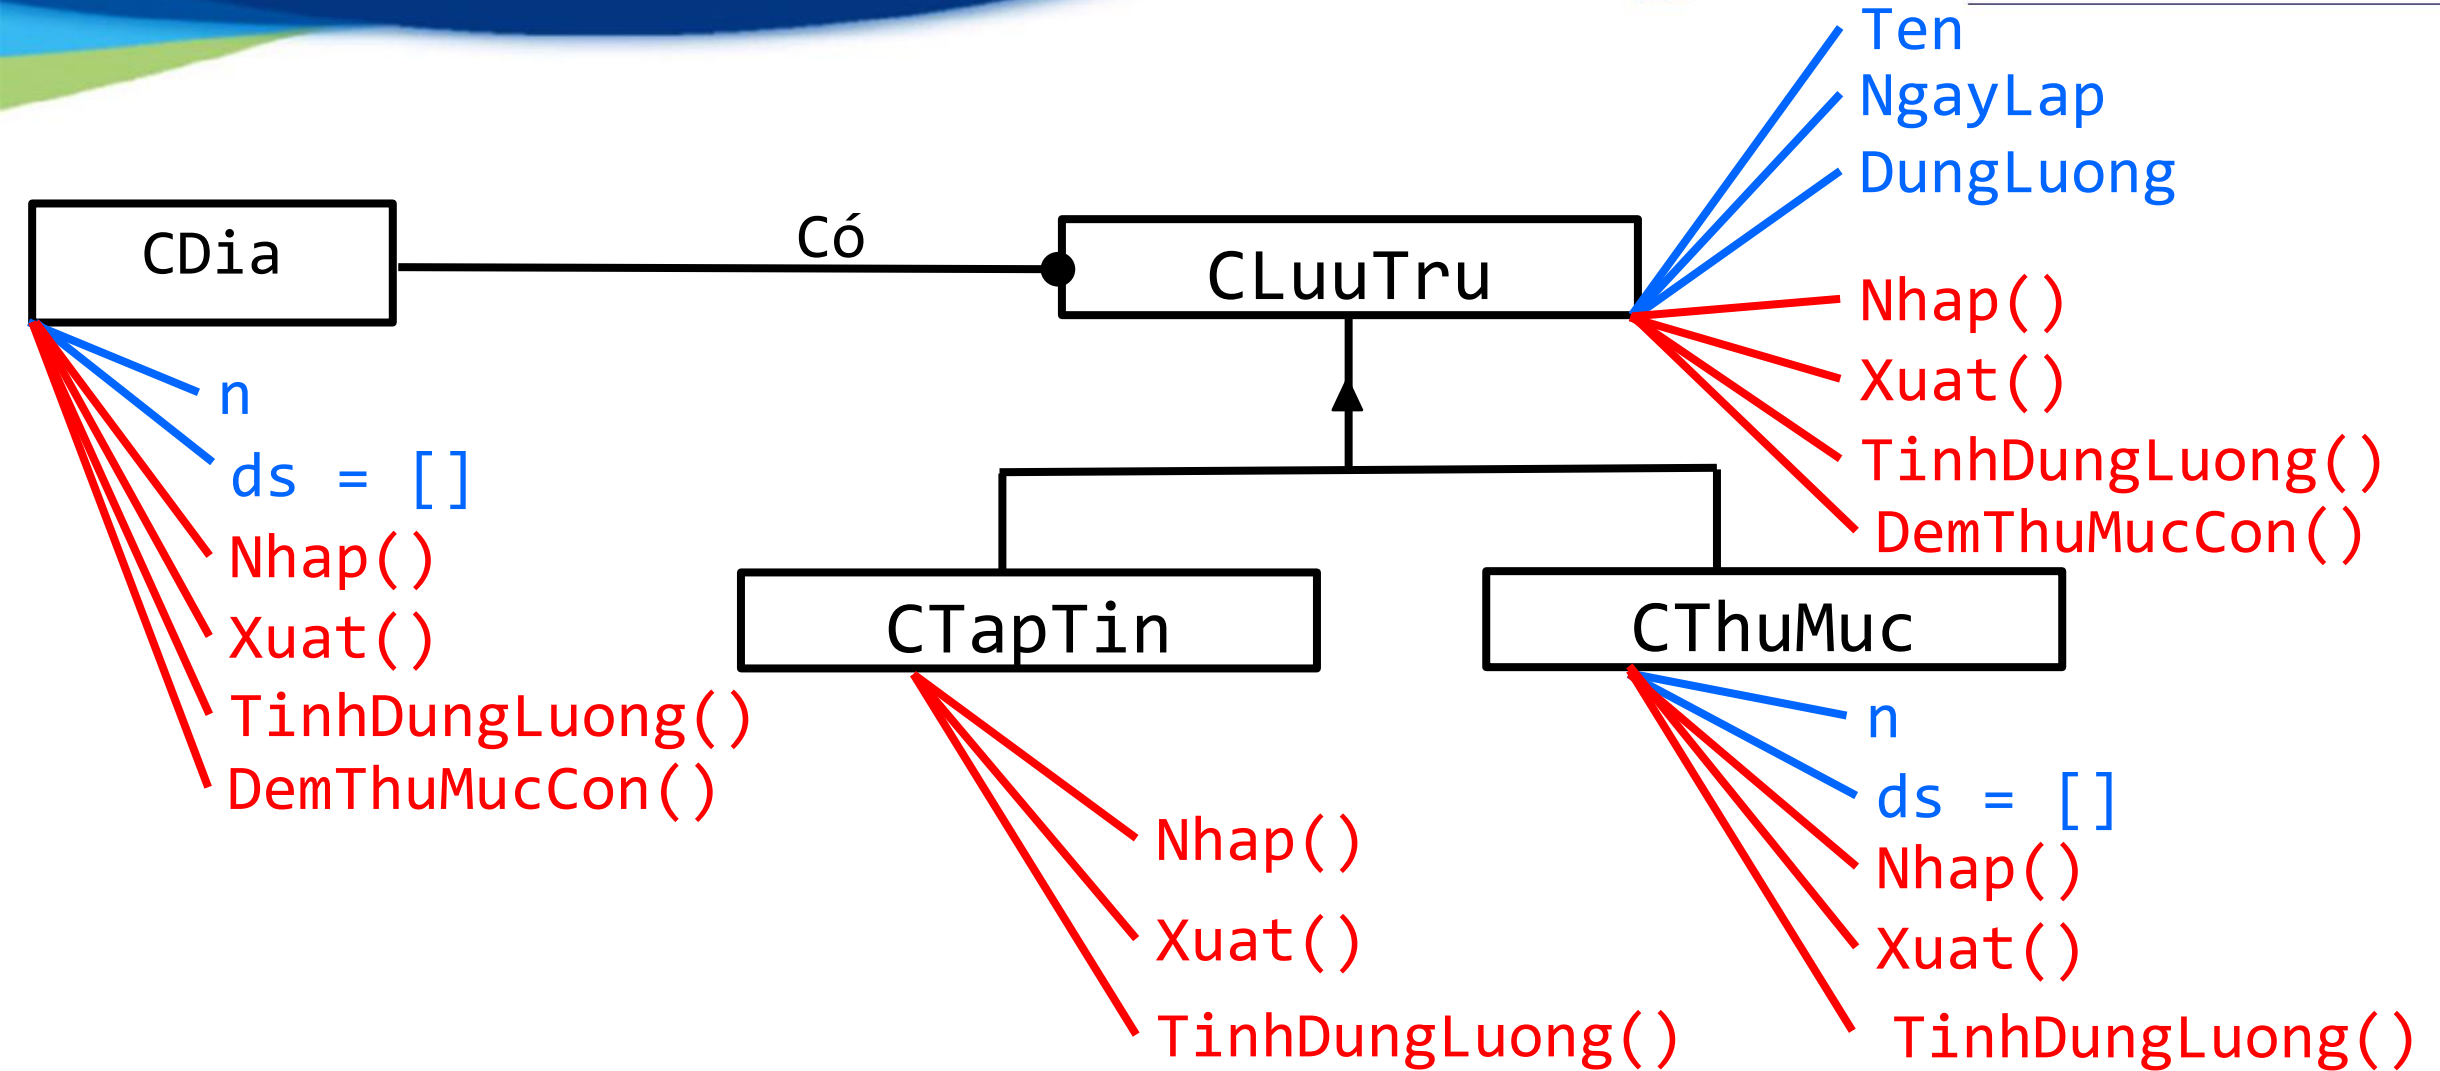 Ten
NgayLap
DungLuong
CDia
Có
CLuuTru
Nhap()
Xuat()
TinhDungLuong()
DemThuMucCon()
n
ds = []
Nhap()
Xuat()
TinhDungLuong()
DemThuMucCon()
CTapTin
Nhap()
Xuat()
TinhDungLuong()
CThuMuc
n
ds = []
Nhap()
Xuat()
TinhDungLuong()